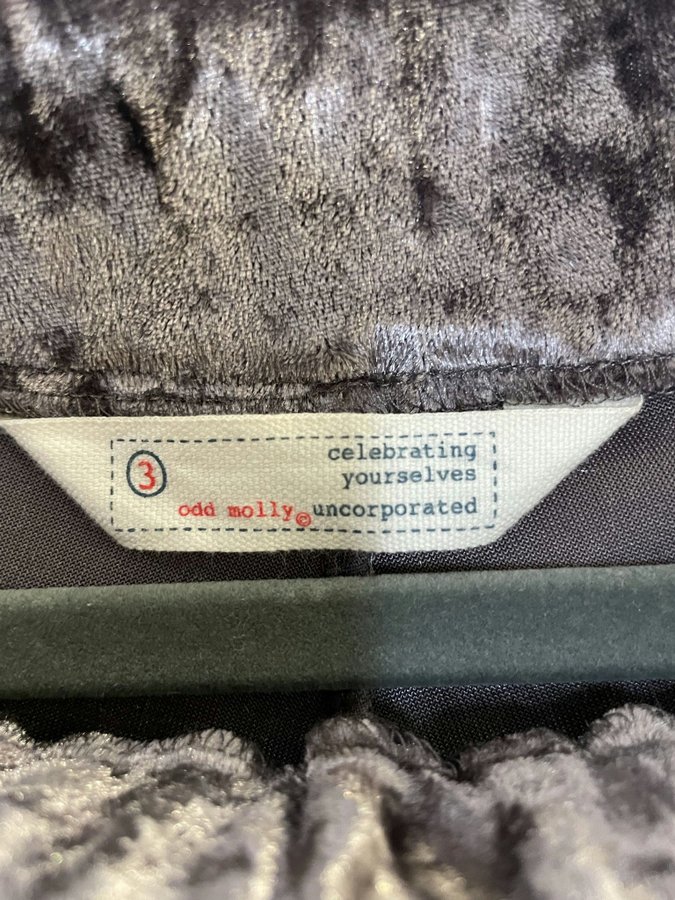 3
celebrating
yourselves
odd molly©uncorporated